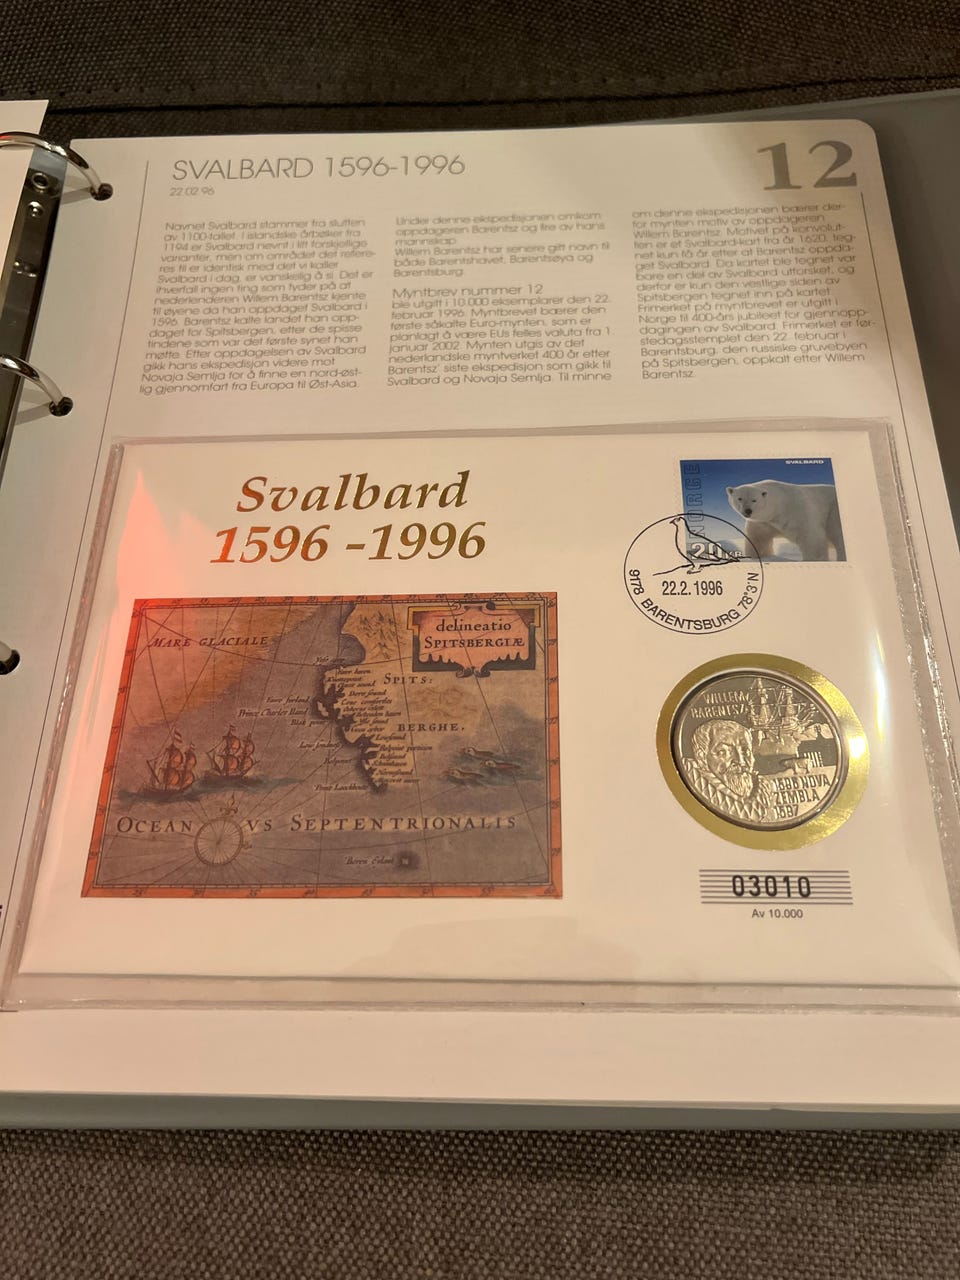 SVALBARD 1596-1996
22 02 96
12
Navnet Svalbard stammer fra slutten
av 1100-tallet. I islandske årbøker fra
1194 er Svalbard nevnt i litt forskjellige
varianter, men om området det refere-
res til er identisk med det vi kaller
Svalbard i dag, er vanskelig å si. Det er
ihverfall ingen ting som tyder på at
nederlenderen Willem Barentsz kjente
til øyene da han oppdaget Svalbard i
1596. Barentsz kalte landet han opp-
daget for Spitsbergen, etter de spisse
tindene som var det første synet han
møtte. Etter oppdagelsen av Svalbard
gikk hans ekspedisjon videre mot
Novaja Semlja for å finne en nord-øst-
lig gjennomfart fra Europa til Øst-Asia.
Under denne ekspedisjonen omkom
oppdageren Barentsz og fire av hans
mannskap.
Willem Barentsz har senere gitt navn til
både Barentshavet, Barentsøya og
Barentsburg.
Myntbrev nummer 12
ble utgitt i 10.000 eksemplarer den 22.
februar 1996. Myntbrevet bærer den
første såkalte Euro-mynten, som er
planlagt å være EUs felles valuta fra 1.
januar 2002. Mynten utgis av det
nederlandske myntverket 400 år etter
Barentsz' siste ekspedisjon som gikk til
Svalbard og Novaja Semlja. Til minne
om denne ekspedisjonen bærer der-
for mynten motiv av oppdageren
Willem Barentsz. Motivet på konvolut-
ten er et Svalbard-kart fra år 1620, teg-
net kun få år etter at Barentsz oppda-
get Svalbard. Da kartet ble tegnet var
bare en del av Svalbard utforsket, og
derfor er kun den vestlige siden av
Spitsbergen tegnet inn på kartet.
Frimerket på myntbrevet er utgitt i
Norge til 400-års jubileet for gjennopp-
dagingen av Svalbard. Frimerket er før-
stedagsstemplet den 22. februar i
Barentsburg, den russiske gruvebyen
på Spitsbergen, oppkalt etter Willem
Barentsz.
Svalbard
1596 -1996
SVALBARD
NORGE
20 KR
22.2.1996
9178 BARENTSBURG 78°3'N
MARE GLACIALE
delineatio
SPITSBERGIÆ
SPITS:
BERGHE,
Prince Charles Iland
OCEAN VS SEPTENTRIONALIS
WILLEM
BARENTSZ
1596 NOVA
ZEMBLA
1597
03010
Av 10.000